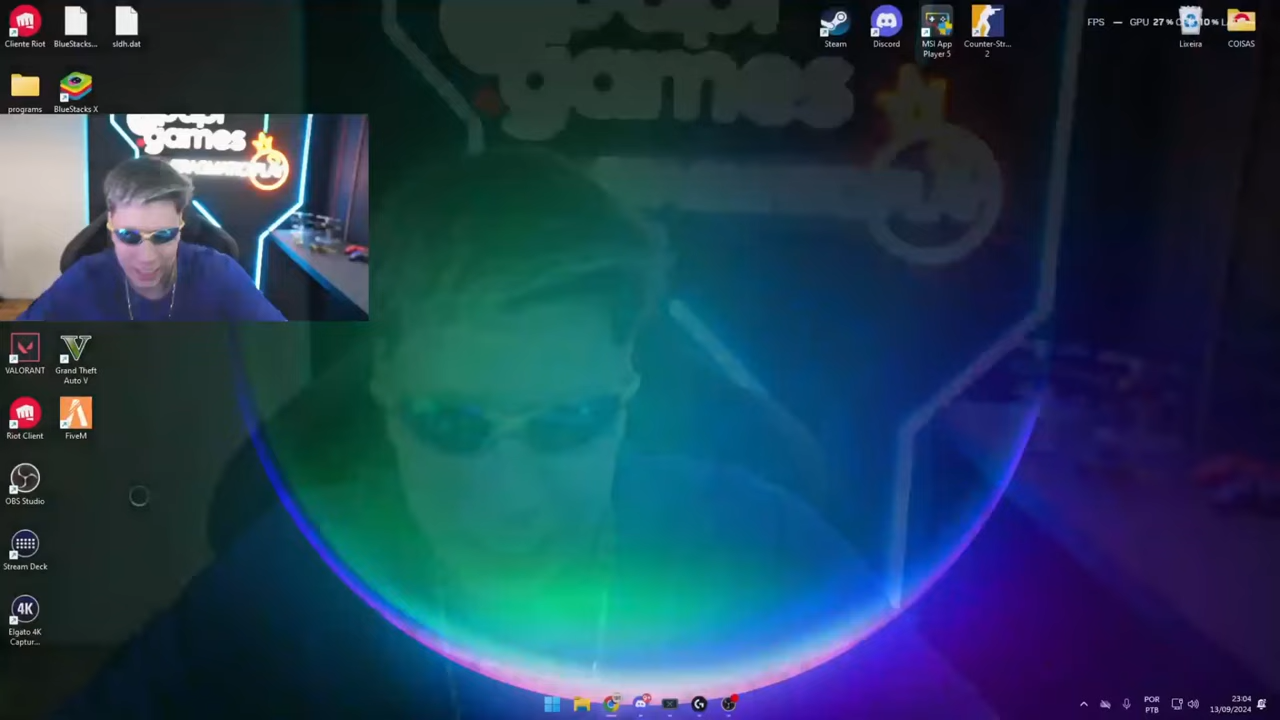 Cliente Riot
BlueStacks...
sldh.dat
Steam
Discord
MSI App
Player 5
Counter-Str...
2
FPS — GPU 27 % 10 %
Lixeira
COISAS
programs
BlueStacks X
games
games
VALORANT
Grand Theft
Auto V
Riot Client
FiveM
OBS Studio
Stream Deck
4K
Elgato 4K
Captur...
POR
PTB
23:04
13/09/2024